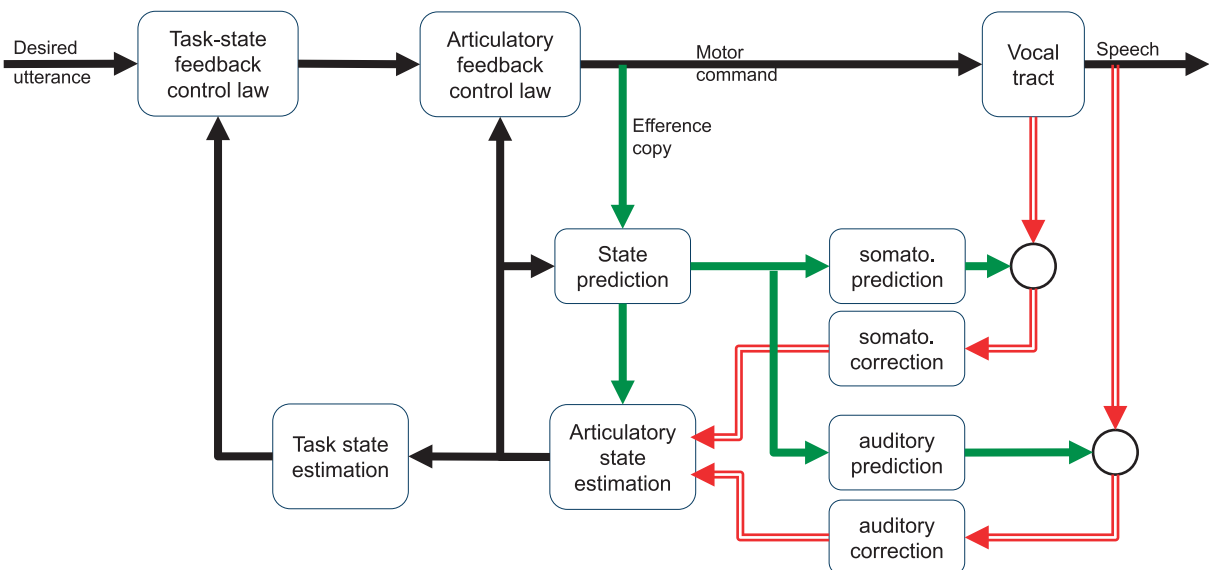 Desired
utterance
Task-state
feedback
control law
Articulatory
feedback
control law
Motor
command
Vocal
tract
Speech
Efference
copy
State
prediction
somato.
prediction
somato.
correction
Task state
estimation
Articulatory
state
estimation
auditory
prediction
auditory
correction